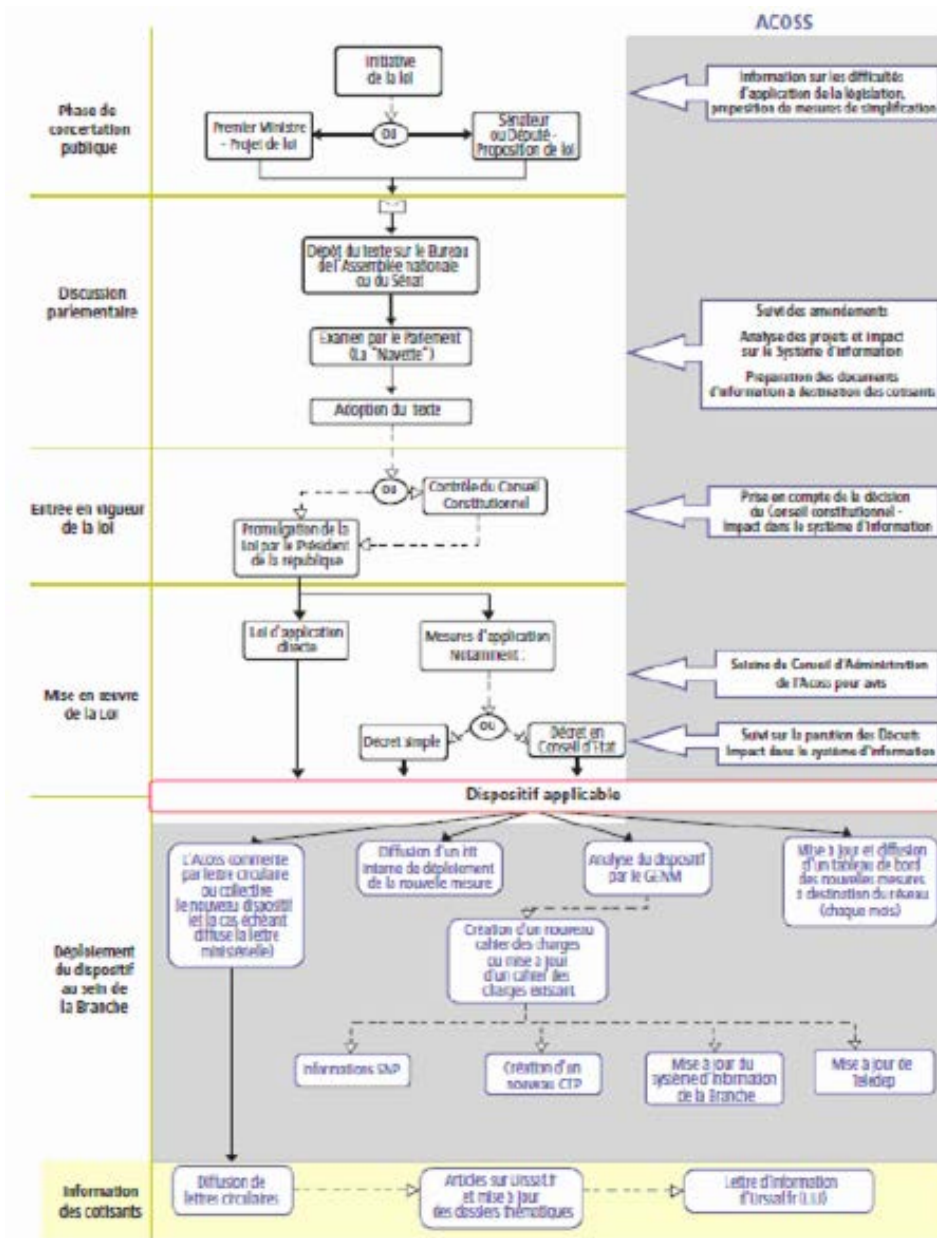 ACOSS
Initiative
de la loi
Information sur les difficultés
d'application de la législation,
proposition de mesures de simplification
Phase de
concertation
publique
Premier Ministre
- Projet de loi
OU
Sénateur
ou Député -
Proposition de loi
Discussion
parlementaire
Dépôt du texte sur le Bureau
de l'Assemblée nationale
ou du Sénat
Examen par le Parlement
(La "Navette")
Adoption du texte
Suivi des amendements
Analyse des projets et impact
sur le Système d'information
Préparation des documents
d'information à destination des cotisants
Entrée en vigueur
de la loi
OU
Contrôle du Conseil
Constitutionnel
Promulgation de la
Loi par le Président
de la république
Prise en compte de la décision
du Conseil constitutionnel -
Impact dans le système d'information
Mise en œuvre
de la Loi
Loi d'application
directe
Mesures d'application
Notamment :
OU
Décret simple
Décret en
Conseil d'Etat
Saisine du Conseil d'Administration
de l'Acoss pour avis
Suivi sur la parution des Décrets
Impact dans le système d'information
Dispositif applicable
Déploiement
du dispositif
au sein de
la Branche
L'Acoss commente
par lettre circulaire
ou collective
le nouveau dispositif
(et la cas échéant
diffuse la lettre
ministérielle)
Diffusion d'un
interne de déploiement
de la nouvelle mesure
Analyse du dispositif
par le GENM
Mise à jour et diffusion
d'un tableau de bord
des nouvelles mesures
à destination du réseau
(chaque mois)
Création d'un nouveau
cahier des charges
ou mise à jour
d'un cahier des
charges existant
Informations
Création d'un
nouveau CTP
Mise à jour du
système d'information
de la Branche
Mise à jour de
Teledep
Information
des cotisants
Diffusion de
lettres circulaires
Articles sur Urssaf.fr
et mise à jour
des dossiers thématiques
Lettre d'information
d'Urssaf.fr